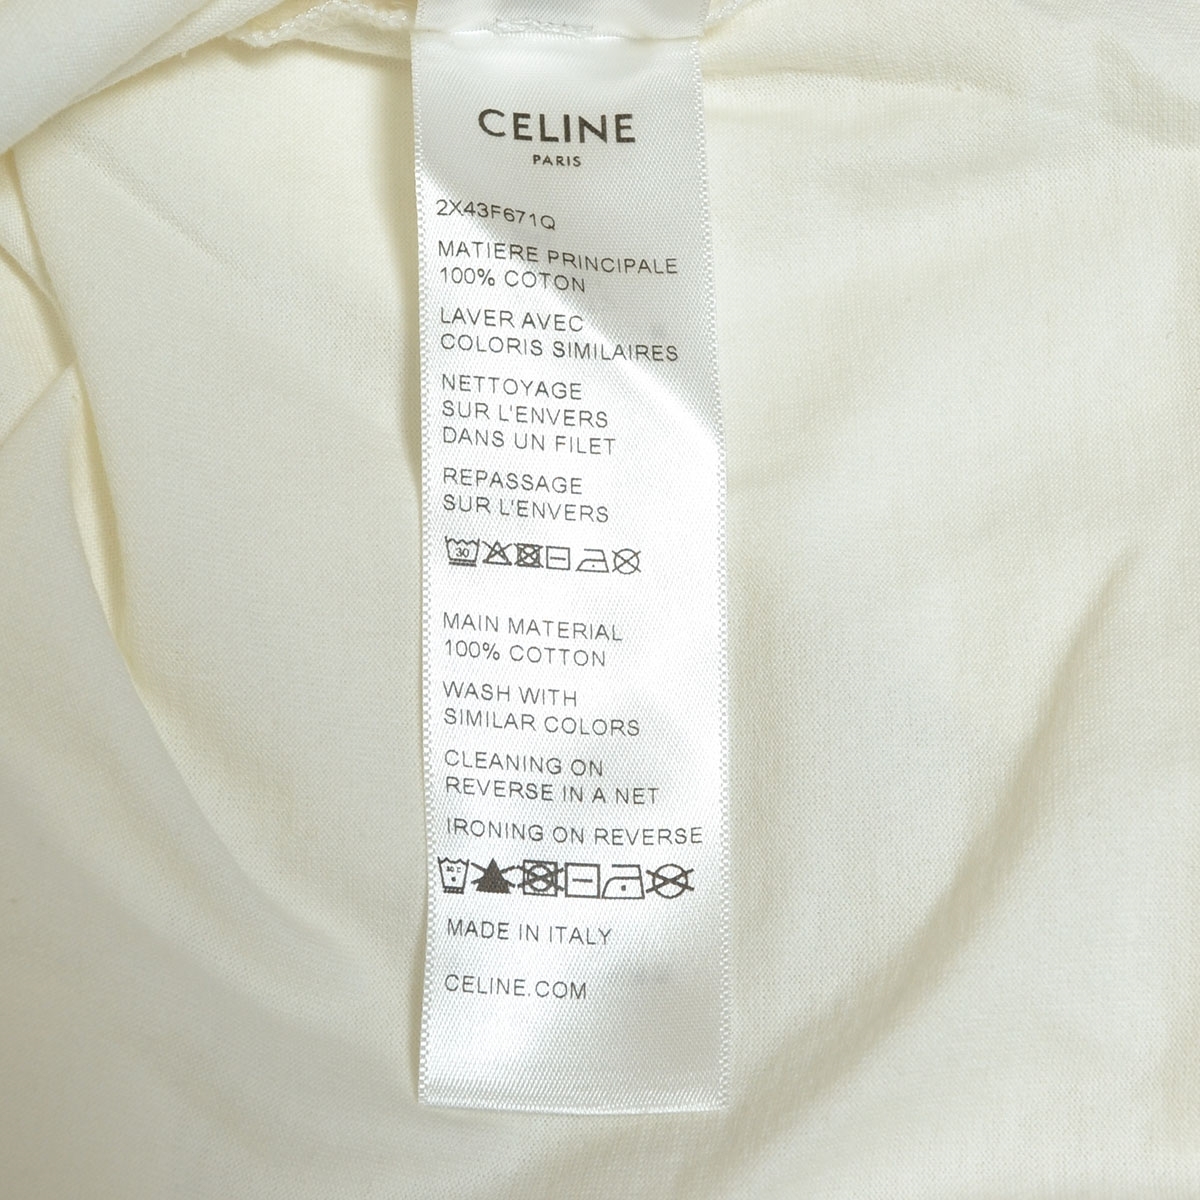 CELINE
PARIS
2X43F671Q
MATIÈRE PRINCIPALE
100% COTON
LAVER AVEC
COLORIS SIMILAIRES
NETTOYAGE
SUR L'ENVERS
DANS UN FILET
REPASSAGE
SUR L'ENVERS
30
MAIN MATERIAL
100% COTTON
WASH WITH
SIMILAR COLORS
CLEANING ON
REVERSE IN A NET
IRONING ON REVERSE
MADE IN ITALY
CELINE.COM